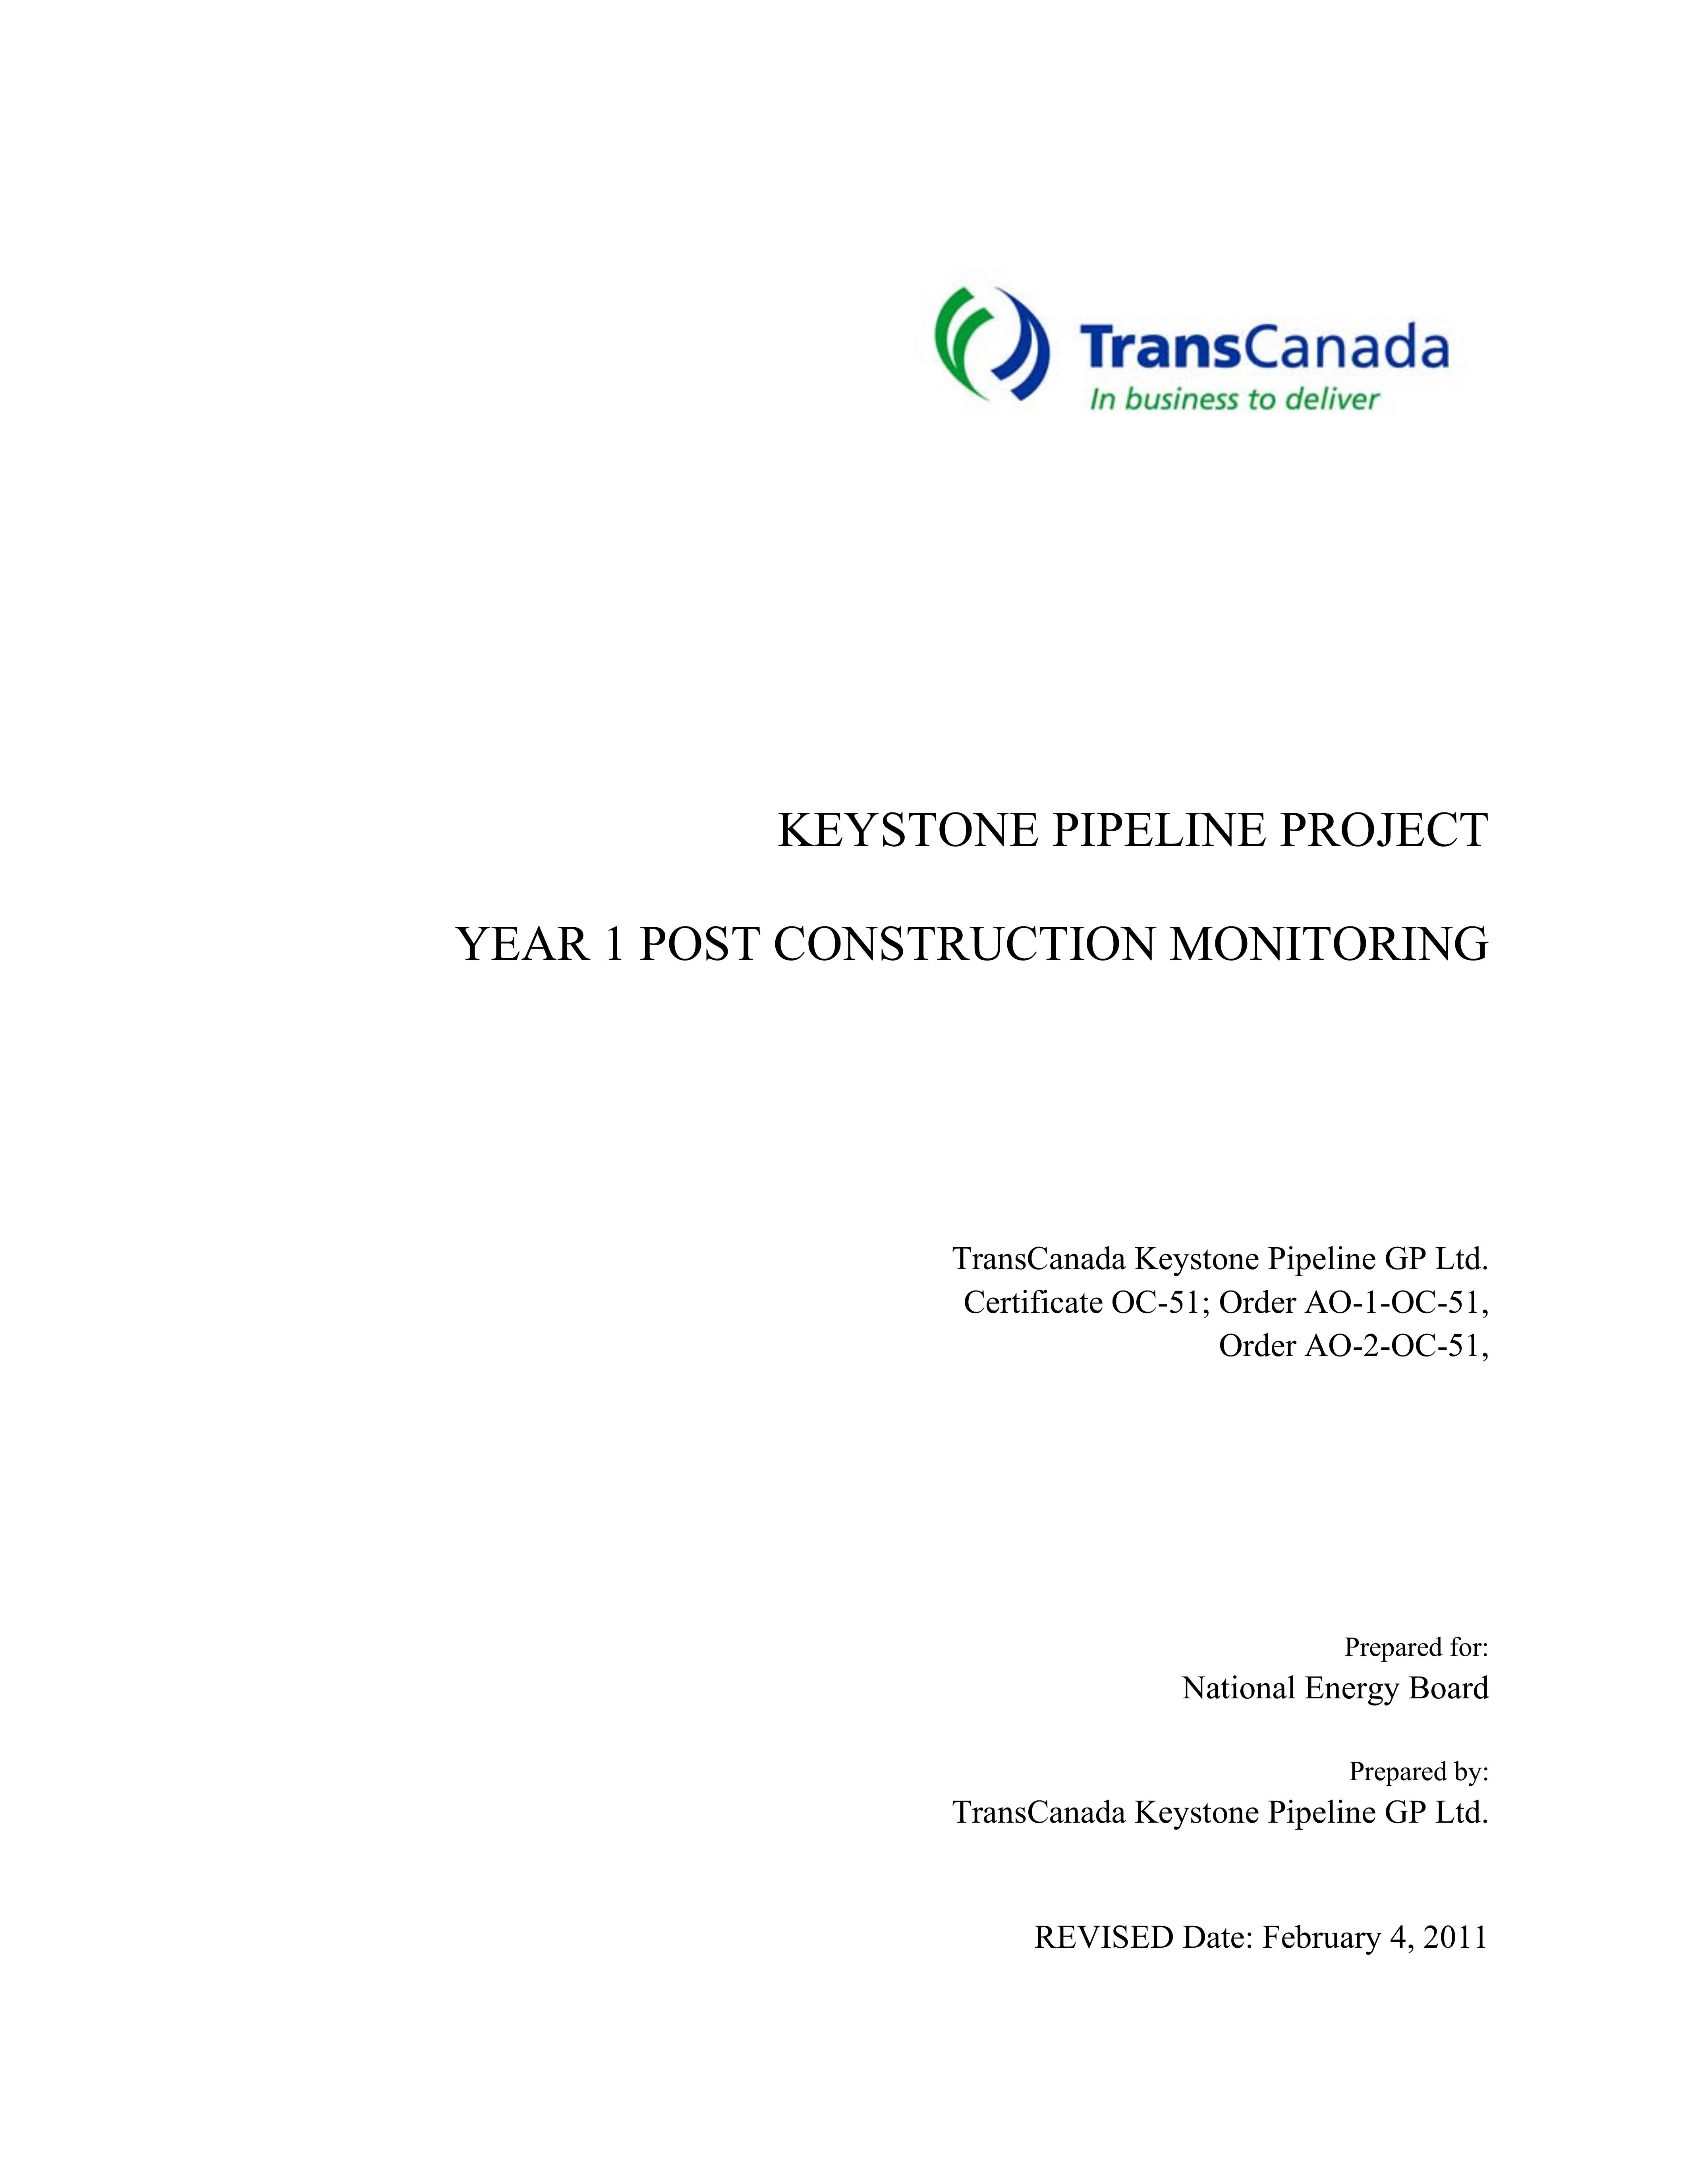 TransCanada
In business to deliver
KEYSTONE PIPELINE PROJECT
YEAR 1 POST CONSTRUCTION MONITORING
TransCanada Keystone Pipeline GP Ltd.
Certificate OC-51; Order AO-1-OC-51,
Order AO-2-OC-51,
Prepared for:
National Energy Board
Prepared by:
TransCanada Keystone Pipeline GP Ltd.
REVISED Date: February 4, 2011